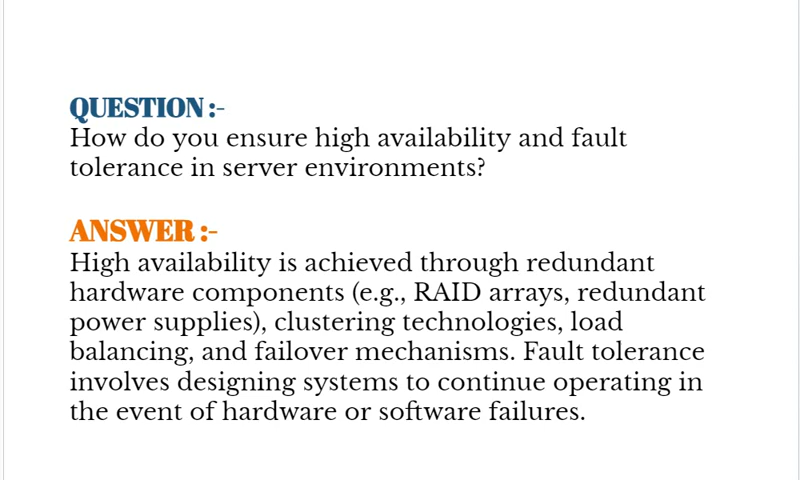 QUESTION :-
How do you ensure high availability and fault
tolerance in server environments?
ANSWER :-
High availability is achieved through redundant
hardware components (e.g., RAID arrays, redundant
power supplies), clustering technologies, load
balancing, and failover mechanisms. Fault tolerance
involves designing systems to continue operating in
the event of hardware or software failures.